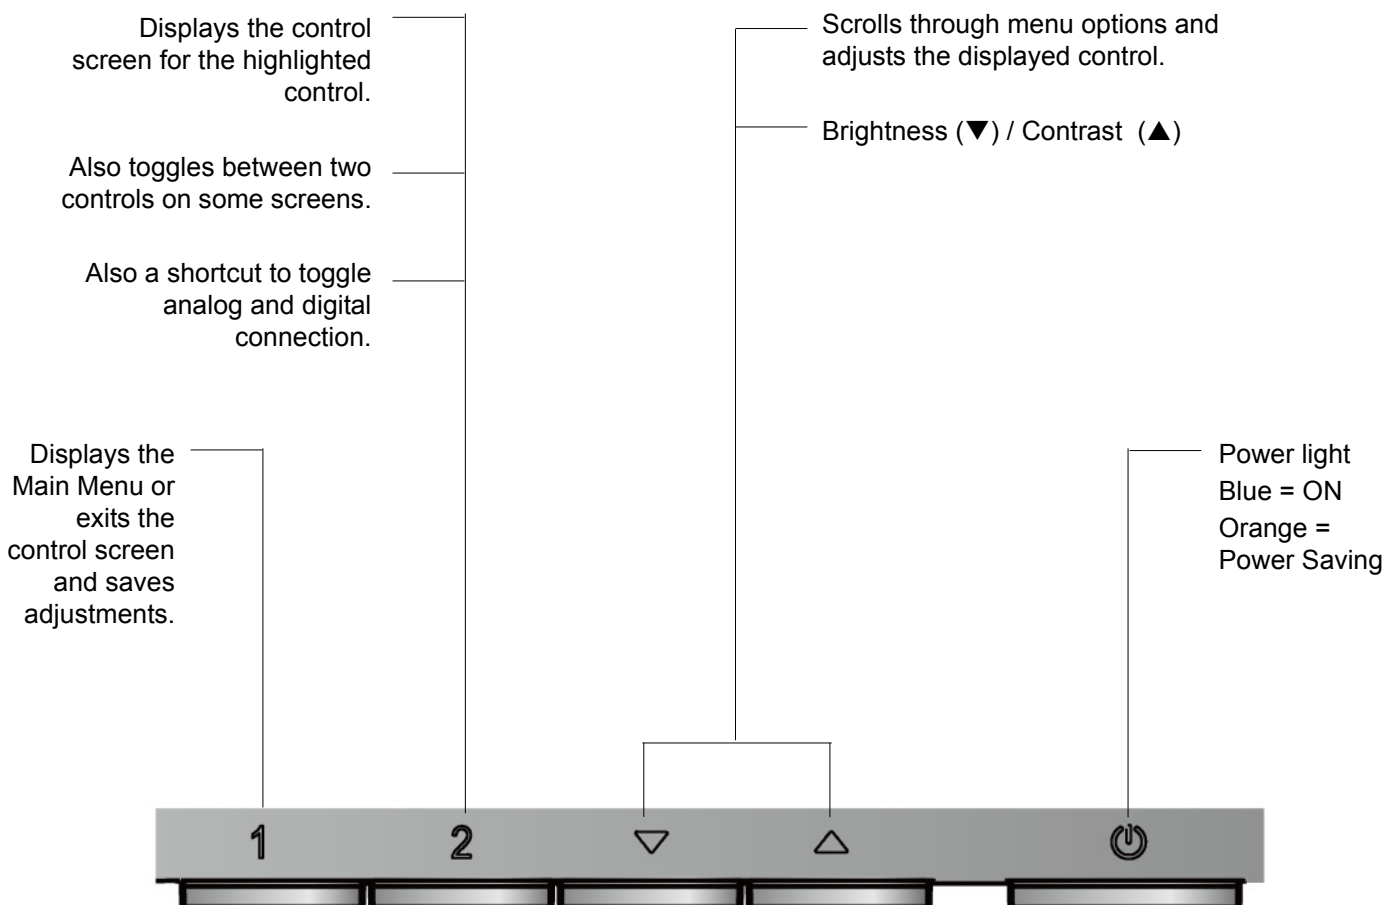 Displays the control
screen for the highlighted
control.
Also toggles between two
controls on some screens.
Also a shortcut to toggle
analog and digital
connection.
Displays the
Main Menu or
exits the
control screen
and saves
adjustments.
Scrolls through menu options and
adjusts the displayed control.
Brightness (▼) / Contrast (▲)
Power light
Blue = ON
Orange =
Power Saving
1
2